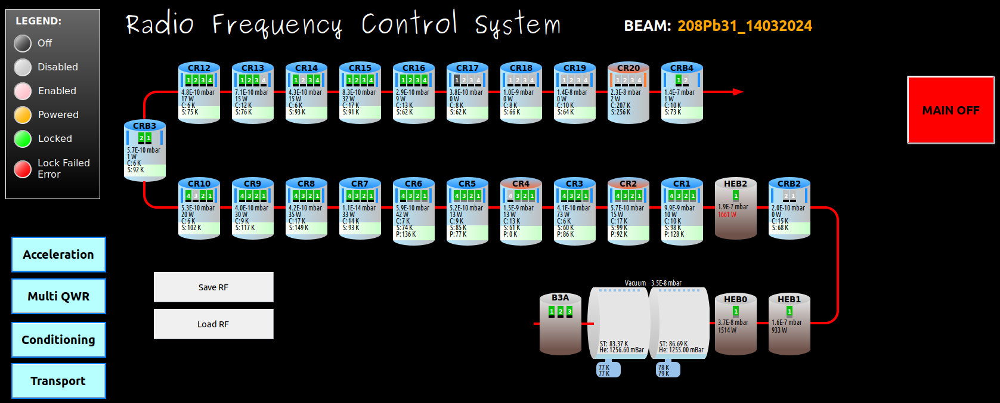 LEGEND:
Off
Disabled
Enabled
Powered
Locked
Lock Failed
Error
Radio Frequency Control System
BEAM: 208Pb31_14032024
MAIN OFF
CR12
1 2 3 4
4.8E-10 mbar
17 W
C: 6 K
S: 75 K
CR13
1 2 3 4
7.1E-10 mbar
15 W
C: 12 K
S: 76 K
CR14
1 2 3 4
4.3E-10 mbar
15 W
C: 6 K
S: 93 K
CR15
1 2 3 4
8.3E-10 mbar
32 W
C: 17 K
S: 91 K
CR16
1 2 3 4
2.9E-10 mbar
9 W
C: 13 K
S: 62 K
CR17
1 2 3 4
3.8E-10 mbar
0 W
C: 8 K
S: 62 K
CR18
1 2 3 4
1.0E-9 mbar
0 W
C: 8 K
S: 66 K
CR19
1 2 3 4
1.4E-8 mbar
0 W
C: 10 K
S: 64 K
CR20
1 2 3 4
2.3E-8 mbar
2 W
C: 207 K
S: 256 K
CRB4
1 2
1.4E-7 mbar
1 W
C: 10 K
S: 73 K
CRB3
2 1
5.7E-10 mbar
1 W
C: 6 K
S: 92 K
CR10
4 3 2 1
5.3E-10 mbar
20 W
C: 6 K
S: 102 K
CR9
4 3 2 1
4.0E-10 mbar
30 W
C: 9 K
S: 117 K
CR8
4 3 2 1
4.2E-10 mbar
35 W
C: 17 K
S: 149 K
CR7
4 3 2 1
1.1E-14 mbar
33 W
C: 14 K
S: 93 K
CR6
4 3 2 1
5.9E-10 mbar
42 W
C: 7 K
S: 74 K
P: 136 K
CR5
4 3 2 1
5.2E-10 mbar
13 W
C: 9 K
S: 85 K
P: 77 K
CR4
4 3 2 1
1.5E-9 mbar
13 W
C: 13 K
S: 61 K
P: 0 K
CR3
4 3 2 1
4.1E-10 mbar
73 W
C: 6 K
S: 60 K
P: 86 K
CR2
4 3 2 1
5.7E-10 mbar
15 W
C: 17 K
S: 99 K
P: 92 K
CR1
4 3 2 1
9.9E-9 mbar
10 W
C: 10 K
S: 98 K
P: 128 K
HEB2
1
1.9E-7 mbar
1661 W
CRB2
2 1
2.0E-10 mbar
0 W
C: 15 K
S: 68 K
Acceleration
Multi QWR
Conditioning
Transport
Save RF
Load RF
B3A
1 2 3
Vacuum 3.5E-8 mbar
ST: 83.37 K
He: 1256.60 mBar
77 K
77 K
ST: 86.69 K
He: 1255.00 mBar
78 K
79 K
HEB0
1
3.7E-8 mbar
1514 W
HEB1
1
1.6E-7 mbar
933 W